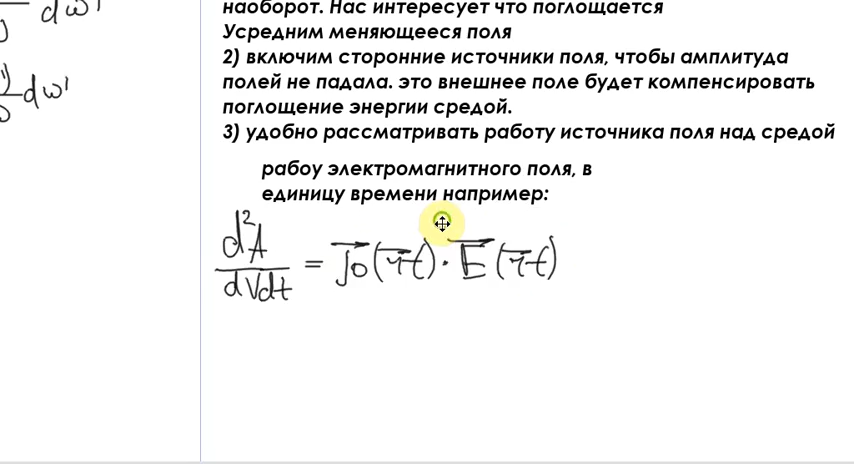 наоборот. Нас интересует что поглощается
dω'
Усредним меняющееся поля
2) включим сторонние источники поля, чтобы амплитуда
полей не падала. это внешнее поле будет компенсировать
dω'
поглощение энергии средой.
3) удобно рассматривать работу источника поля над средой
рабоу электромагнитного поля, в
единицу времени например:
d²A/dVdt = j₀(r,t) · E(r,t)